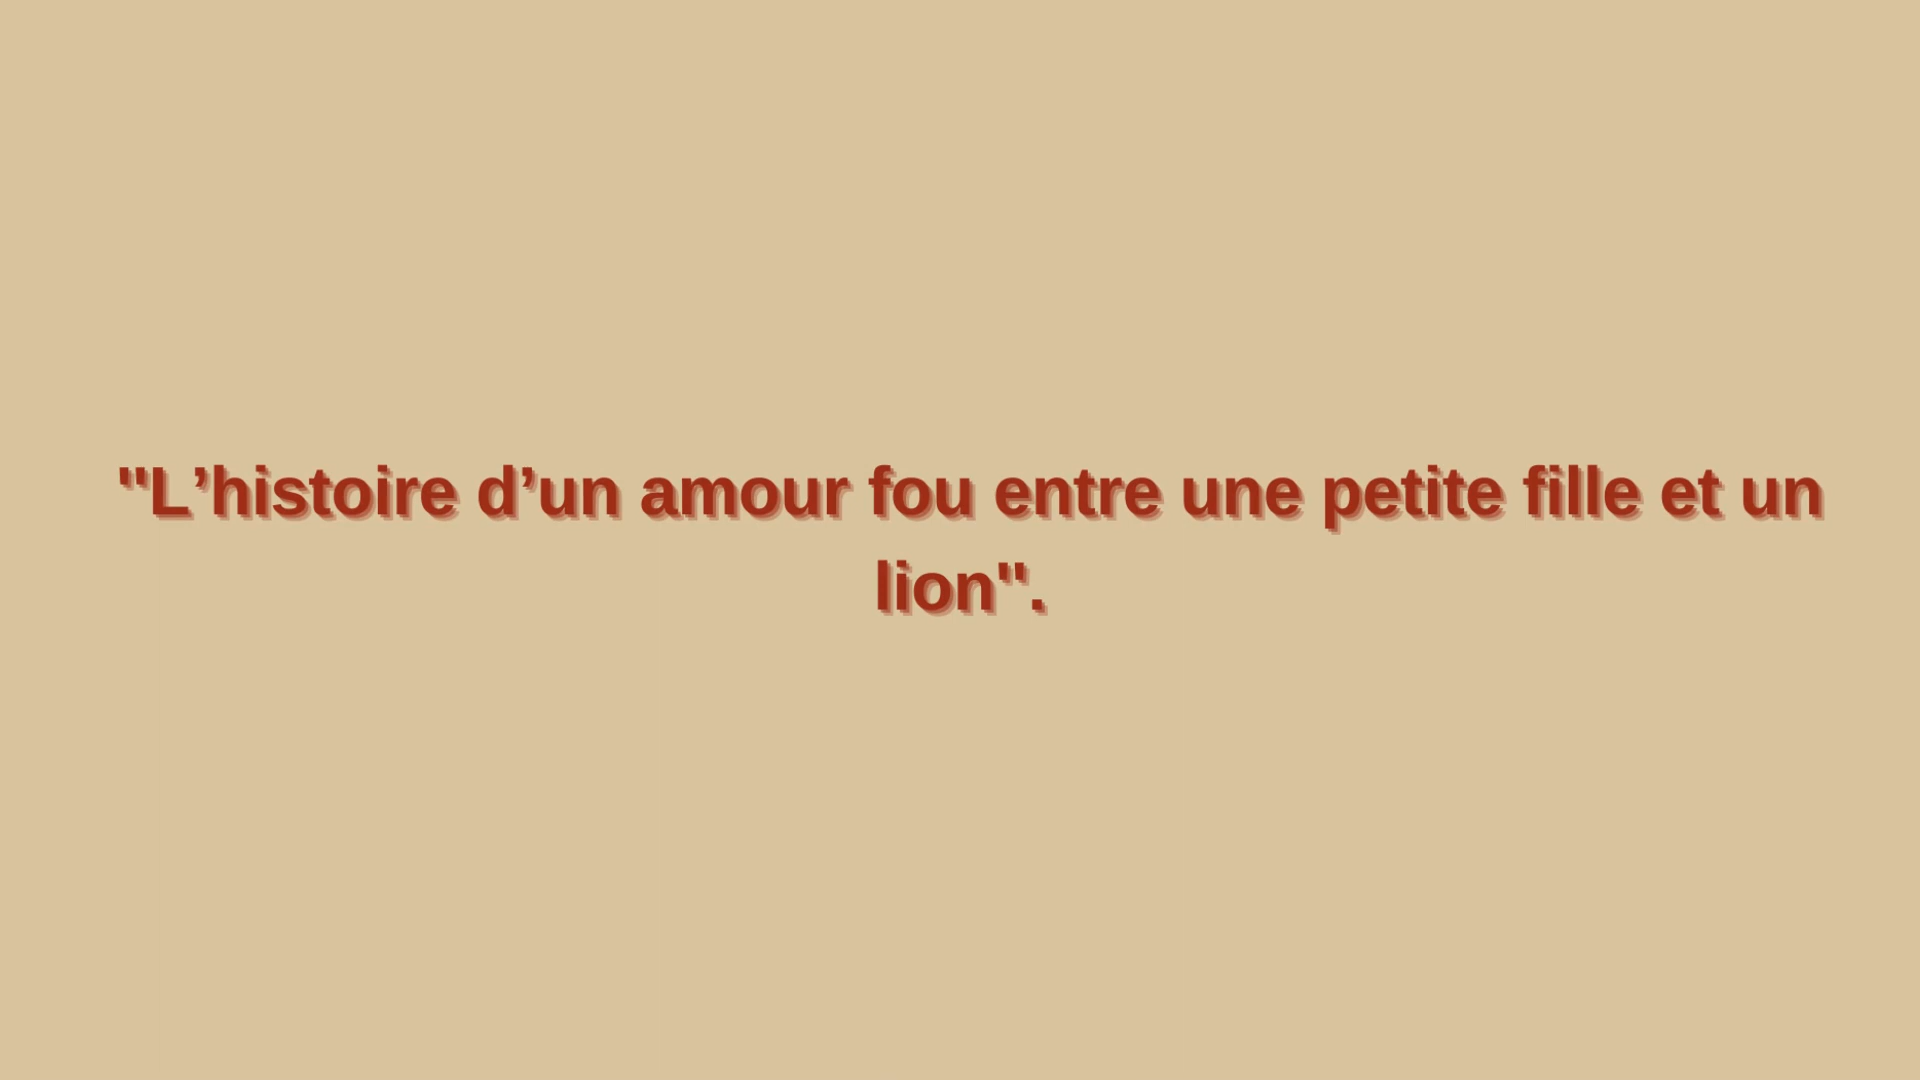 "L’histoire d’un amour fou entre une petite fille et un
lion".